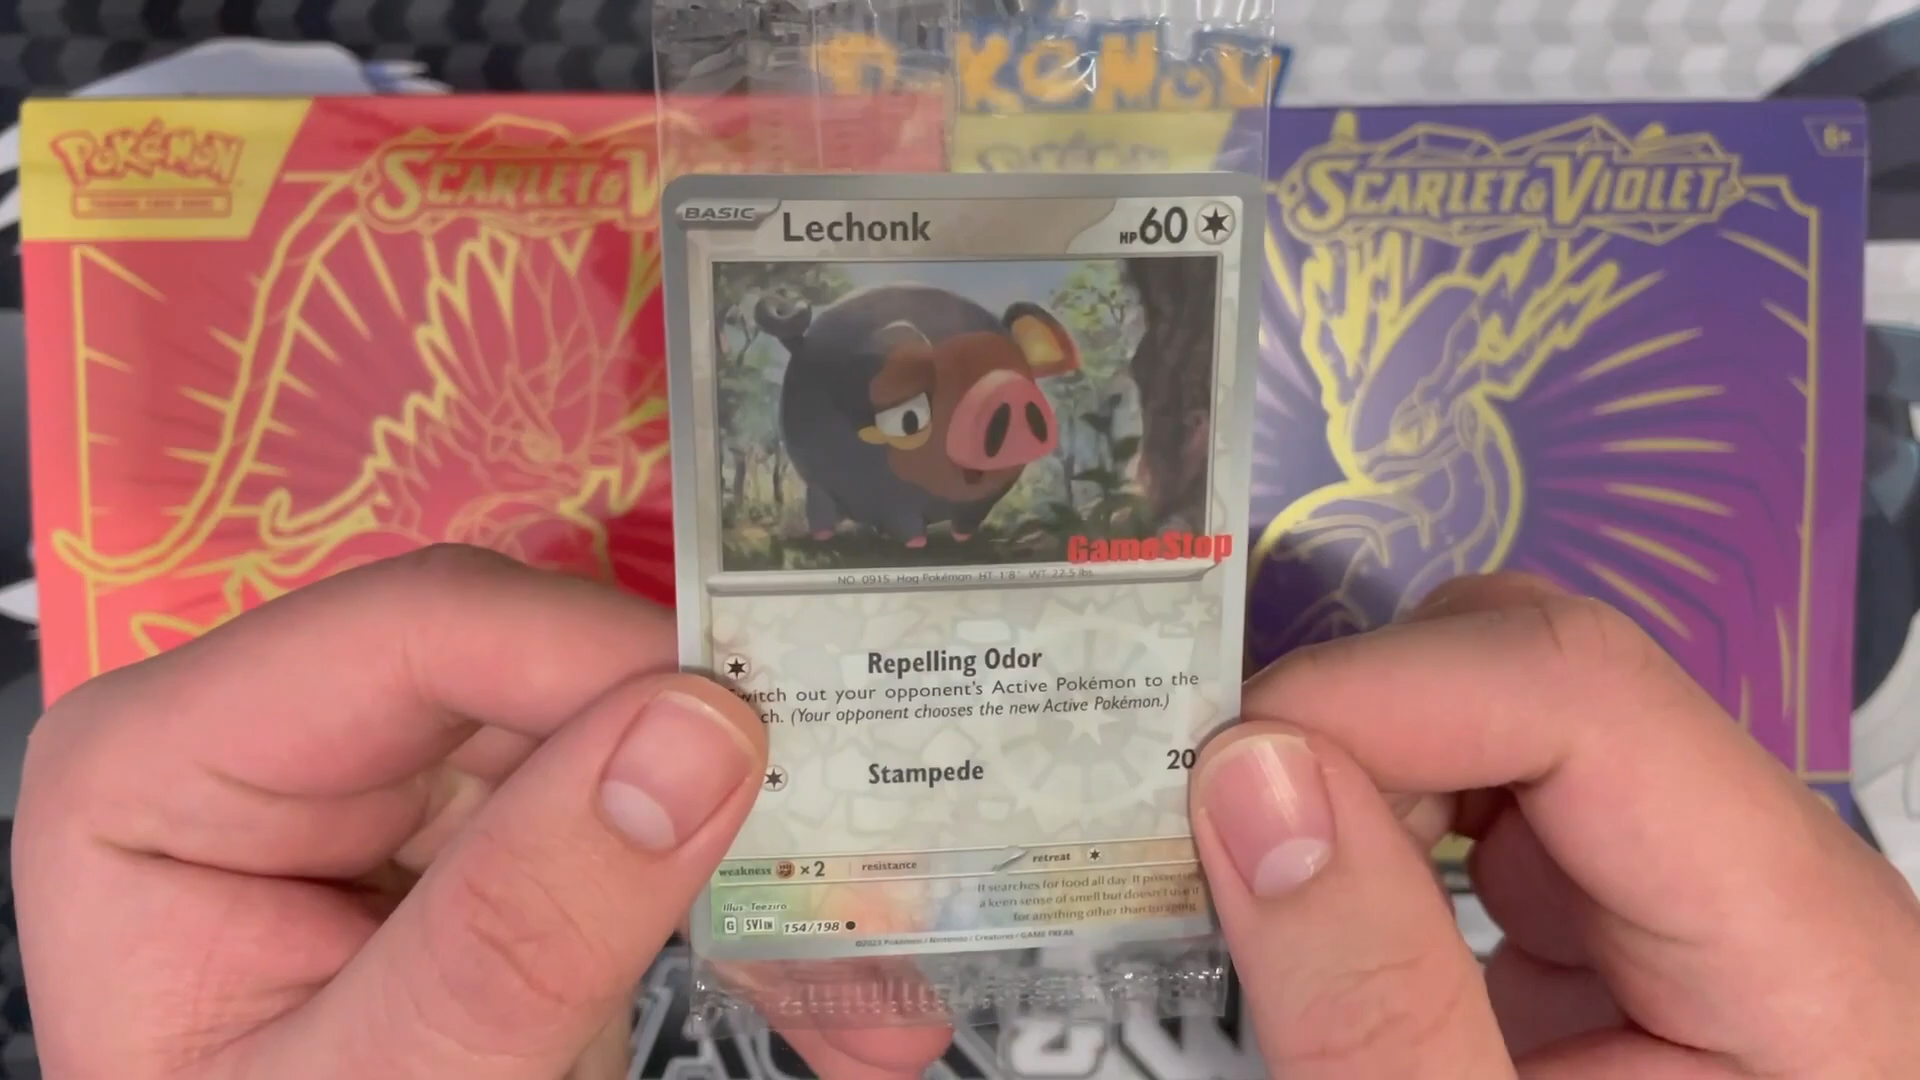 POKÉMON
POKÉMON
SCARLET & V
SCARLET & VIOLET
6+
BASIC
Lechonk
HP 60
GameStop
NO. 0915 Hog Pokémon HT 1'8" WT 22.5 lbs.
Repelling Odor
witch out your opponent's Active Pokémon to the
ch. (Your opponent chooses the new Active Pokémon.)
Stampede
20
weakness ×2
resistance
retreat
It searches for food all day. It possesses
a keen sense of smell but doesn't use it
for anything other than foraging.
Illus. Teeziro
G SVI EN 154/198
©2023 Pokémon / Nintendo / Creatures / GAME FREAK